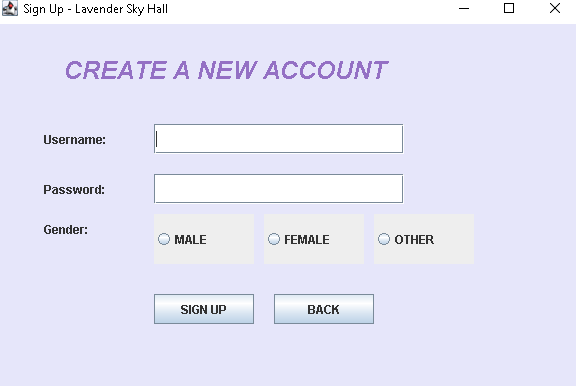 Sign Up - Lavender Sky Hall
CREATE A NEW ACCOUNT
Username:
Password:
Gender:
MALE
FEMALE
OTHER
SIGN UP
BACK